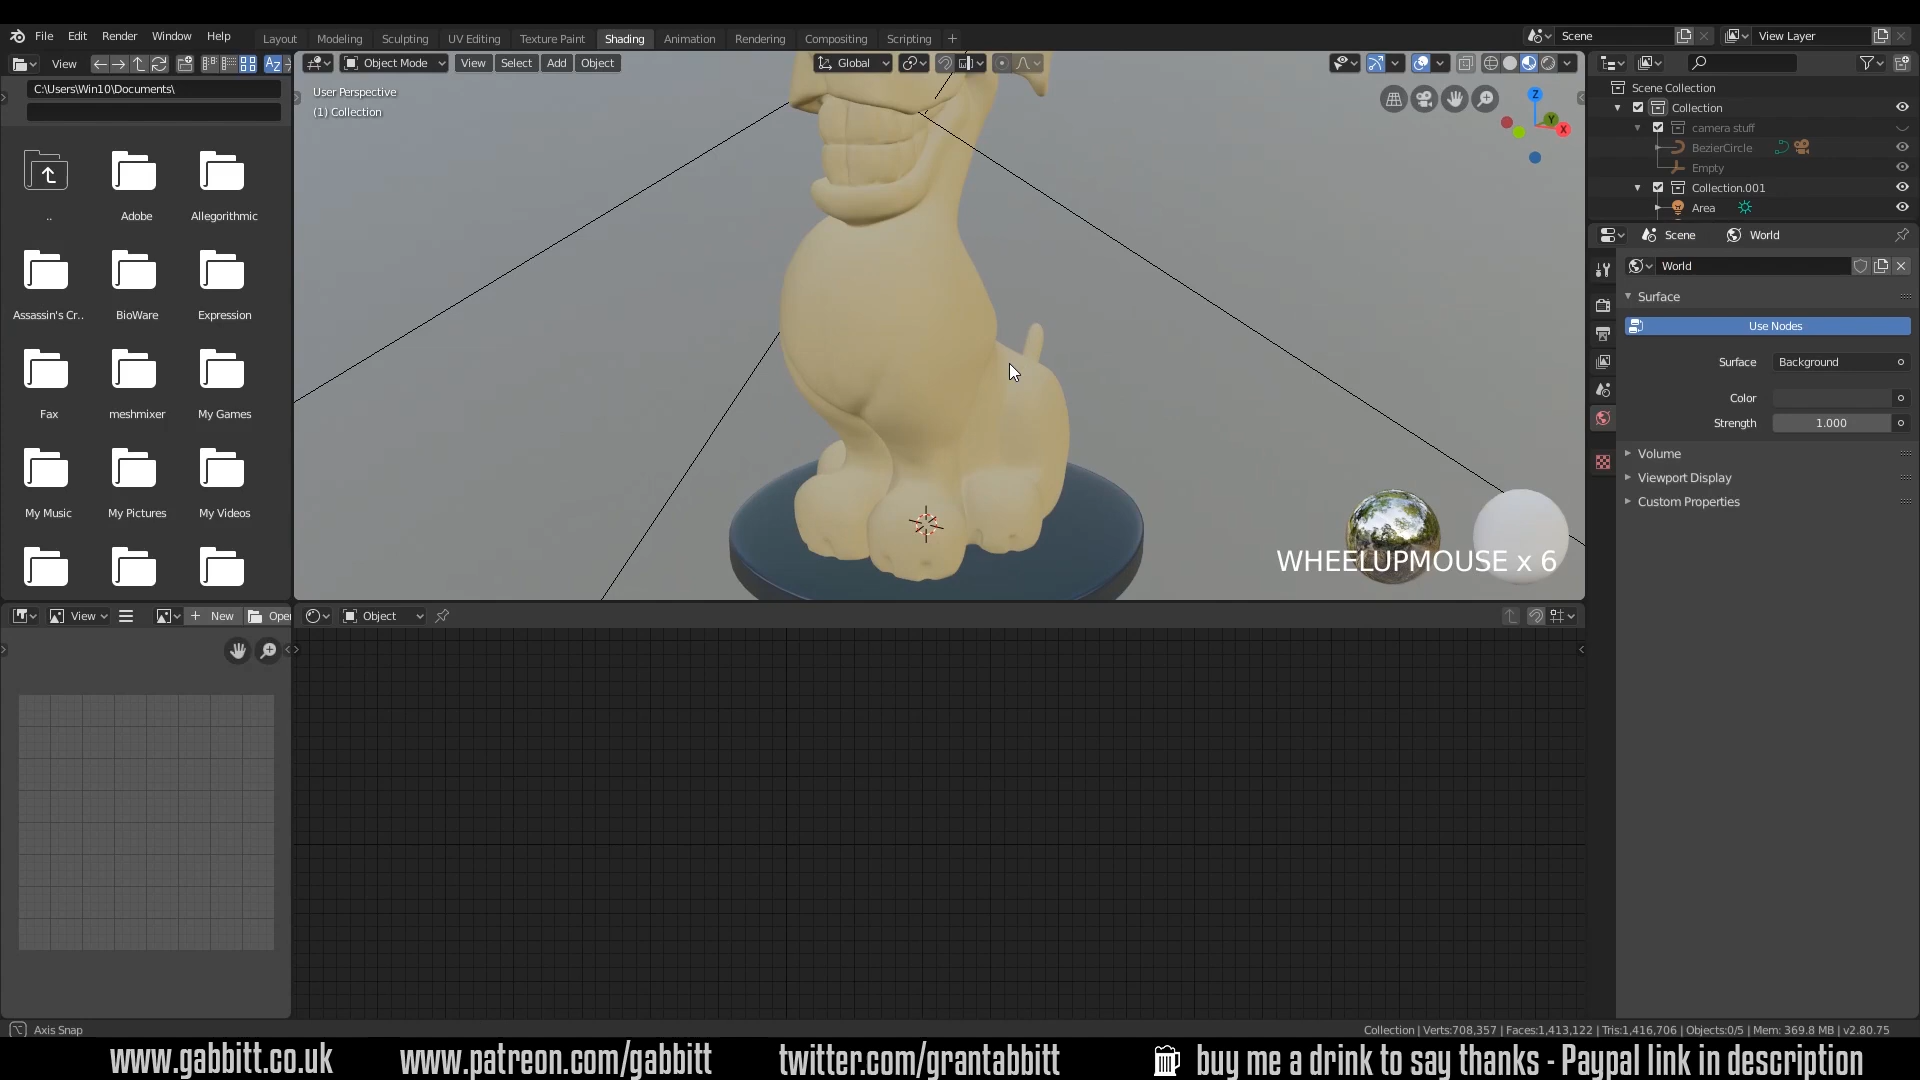 File Edit Render Window Help
Layout Modeling Sculpting UV Editing Texture Paint Shading Animation Rendering Compositing Scripting
Scene
View Layer
View
Object Mode View Select Add Object
Global
C:\Users\Win10\Documents\
User Perspective
(1) Collection
Z
Y
X
..
Adobe
Allegorithmic
Assassin's Cr..
BioWare
Expression
Fax
meshmixer
My Games
My Music
My Pictures
My Videos
Scene Collection
Collection
camera stuff
BezierCircle
Empty
Collection.001
Area
Scene World
World
Surface
Use Nodes
Surface Background
Color
Strength 1.000
Volume
Viewport Display
Custom Properties
WHEELUPMOUSE x 6
View New Open
Object
Axis Snap
Collection | Verts:708,357 | Faces:1,413,122 | Tris:1,416,706 | Objects:0/5 | Mem: 369.8 MB | v2.80.75
www.gabbitt.co.uk www.patreon.com/gabbitt twitter.com/grantabbitt buy me a drink to say thanks - Paypal link in description